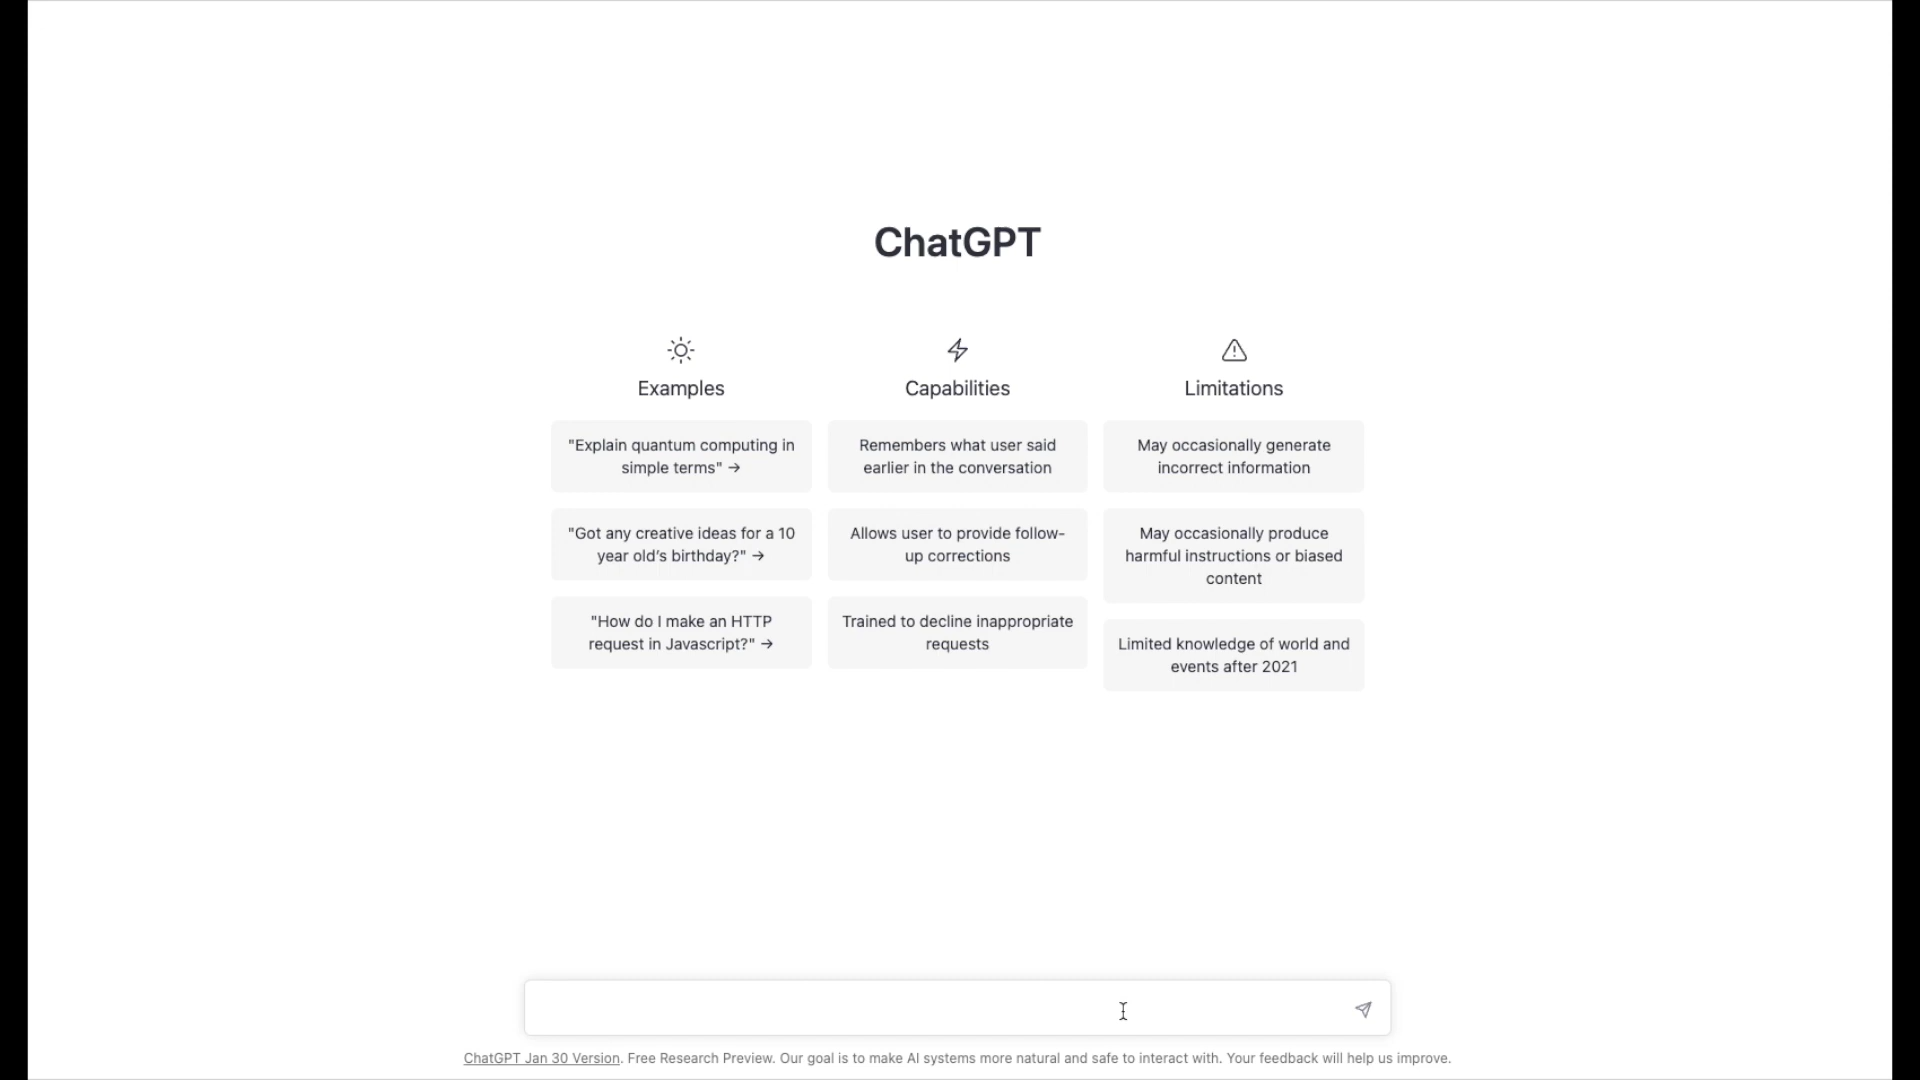 ChatGPT
Examples
"Explain quantum computing in
simple terms" →
"Got any creative ideas for a 10
year old's birthday?" →
"How do I make an HTTP
request in Javascript?" →
Capabilities
Remembers what user said
earlier in the conversation
Allows user to provide follow-
up corrections
Trained to decline inappropriate
requests
Limitations
May occasionally generate
incorrect information
May occasionally produce
harmful instructions or biased
content
Limited knowledge of world and
events after 2021
ChatGPT Jan 30 Version. Free Research Preview. Our goal is to make AI systems more natural and safe to interact with. Your feedback will help us improve.